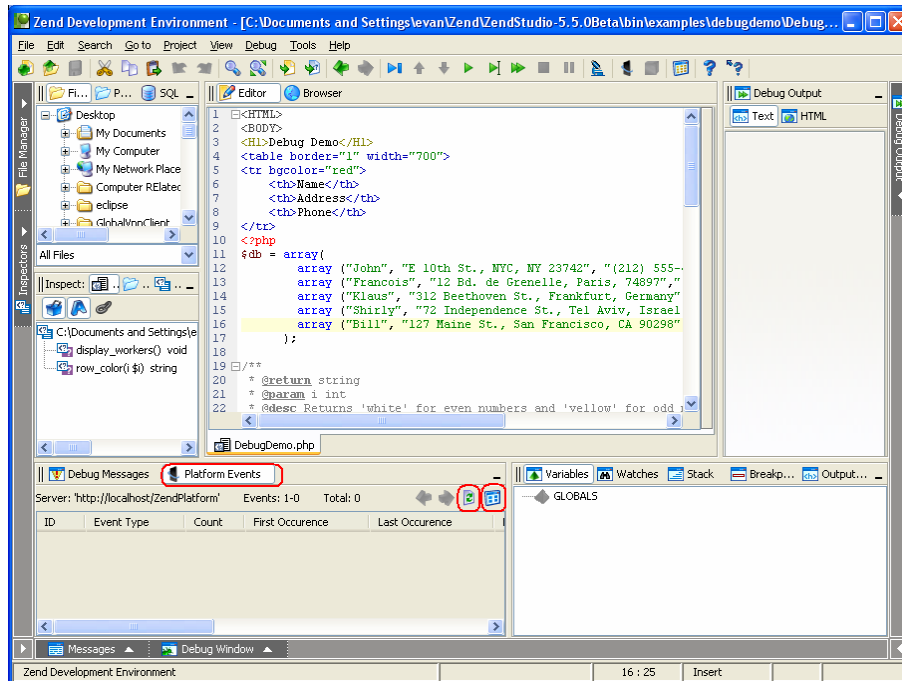 Zend Development Environment - [C:\Documents and Settings\evan\Zend\ZendStudio-5.5.0Beta\bin\examples\debugdemo\Debug...
File Edit Search Go to Project View Debug Tools Help
Fi... P... SQL
Editor Browser
Debug Output
Text HTML
File Manager
Inspectors
Debug Output
Desktop
My Documents
My Computer
My Network Place
Computer RElated
eclipse
GlobalVpnClient
All Files
Inspect: .. .. ..
C:\Documents and Settings\e
display_workers() void
row_color(i $i) string
1 <HTML>
2 <BODY>
3 <H1>Debug Demo</H1>
4 <table border="1" width="700">
5 <tr bgcolor="red">
6 <th>Name</th>
7 <th>Address</th>
8 <th>Phone</th>
9 </tr>
10 <?php
11 $db = array(
12 array ("John", "E 10th St., NYC, NY 23742", "(212) 555-
13 array ("Francois", "12 Bd. de Grenelle, Paris, 74897","
14 array ("Klaus", "312 Beethoven St., Frankfurt, Germany"
15 array ("Shirly", "72 Independence St., Tel Aviv, Israel
16 array ("Bill", "127 Maine St., San Francisco, CA 90298"
17 );
18
19 /**
20 * @return string
21 * @param i int
22 * @desc Returns 'white' for even numbers and 'yellow' for odd
DebugDemo.php
Debug Messages Platform Events
Server: 'http://localhost/ZendPlatform' Events: 1-0 Total: 0
ID Event Type Count First Occurence Last Occurence
Variables Watches Stack Breakp... Output...
GLOBALS
Messages Debug Window
Zend Development Environment 16 : 25 Insert